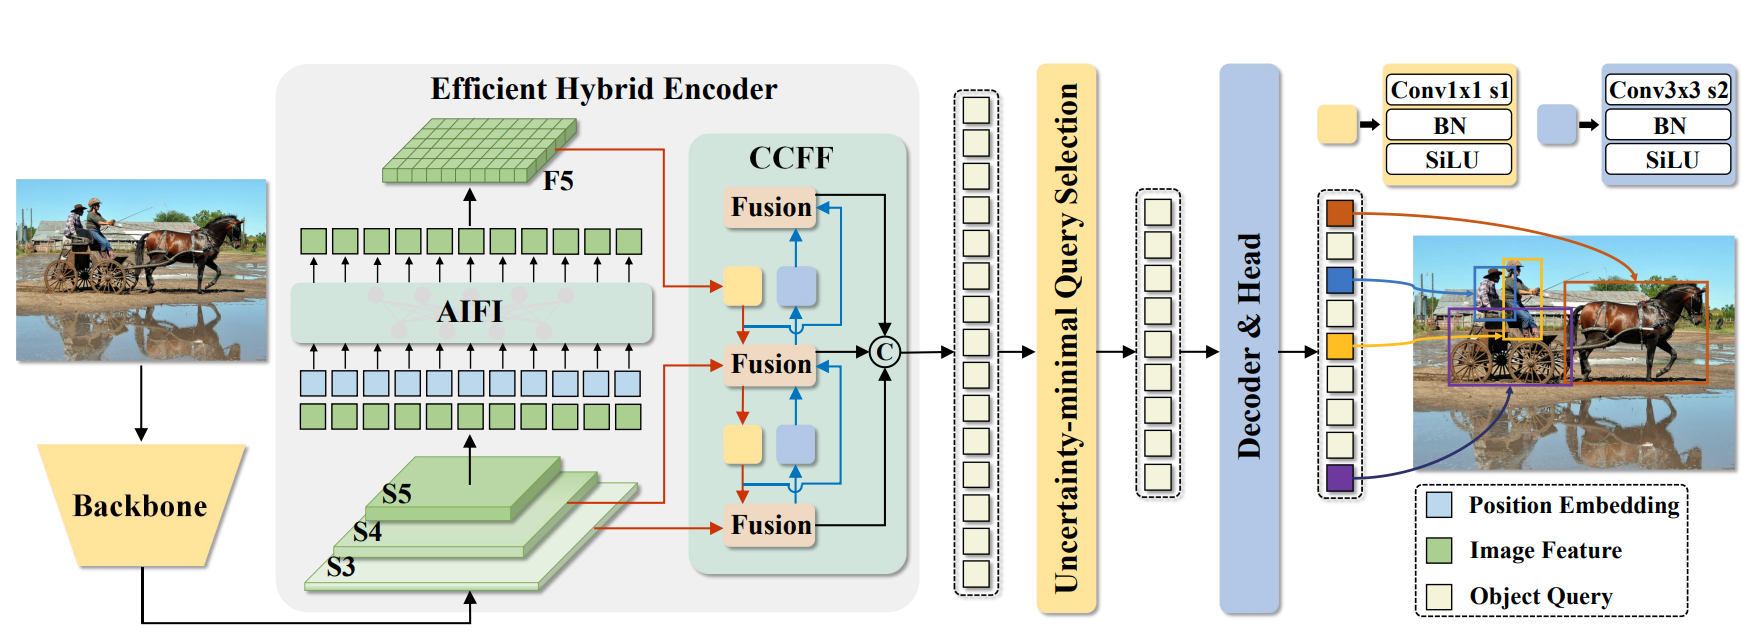 Efficient Hybrid Encoder
F5
AIFI
S5
S4
S3
Backbone
CCFF
Fusion
Fusion
Fusion
C
Uncertainty-minimal Query Selection
Decoder & Head
Conv1x1 s1
BN
SiLU
Conv3x3 s2
BN
SiLU
Position Embedding
Image Feature
Object Query